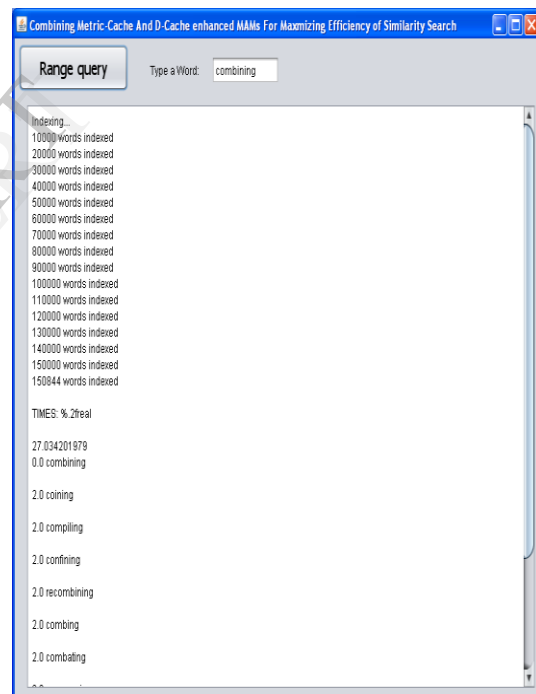 Combining Metric-Cache And D-Cache enhanced MAMs For Maxmizing Efficiency of Similarity Search
Range query
Type a Word:
combining
Indexing...
10000 words indexed
20000 words indexed
30000 words indexed
40000 words indexed
50000 words indexed
60000 words indexed
70000 words indexed
80000 words indexed
90000 words indexed
100000 words indexed
110000 words indexed
120000 words indexed
130000 words indexed
140000 words indexed
150000 words indexed
150844 words indexed
TIMES: %.2freal
27.034201979
0.0 combining
2.0 coining
2.0 compiling
2.0 confining
2.0 recombining
2.0 combing
2.0 combating